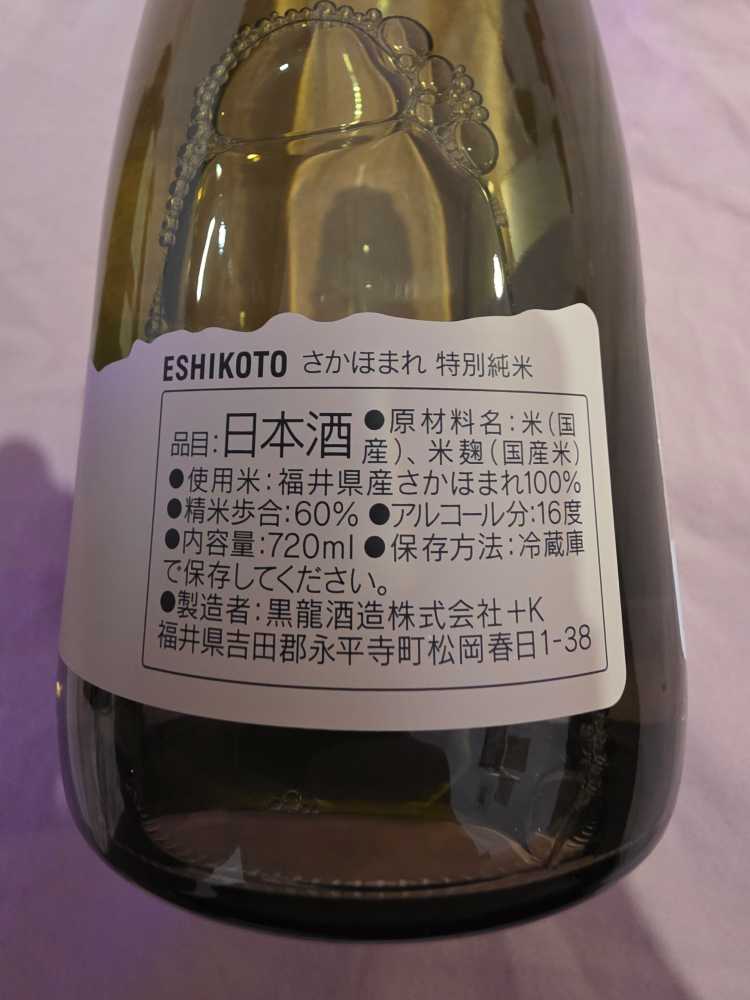 ESHIKOTO さかほまれ 特別純米
品目:日本酒 ●原材料名:米(国産)、米麹(国産米)
●使用米:福井県産さかほまれ100%
●精米歩合:60% ●アルコール分:16度
●内容量:720ml ●保存方法:冷蔵庫
で保存してください。
●製造者:黒龍酒造株式会社+K
福井県吉田郡永平寺町松岡春日1-38